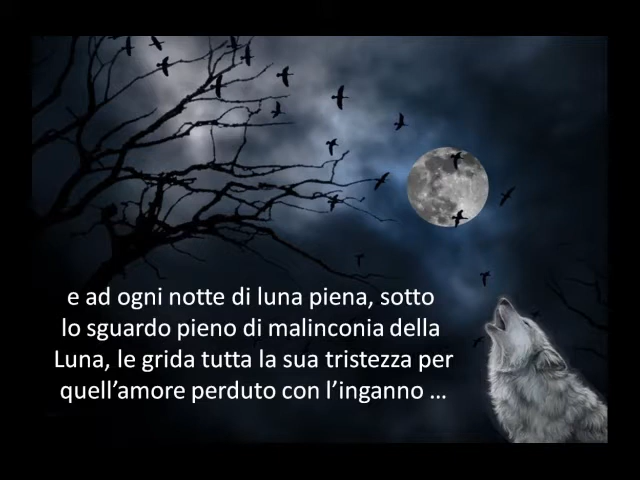 e ad ogni notte di luna piena, sotto
lo sguardo pieno di malinconia della
Luna, le grida tutta la sua tristezza per
quell’amore perduto con l’inganno …